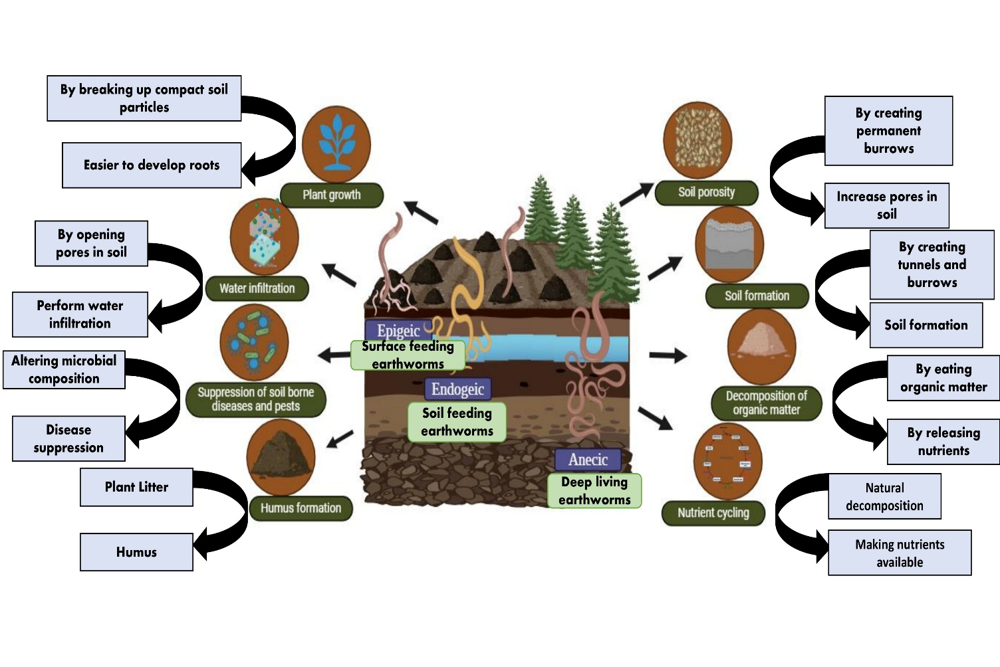 By breaking up compact soil
particles
Easier to develop roots
Plant growth
By opening
pores in soil
Perform water
infiltration
Water infiltration
Altering microbial
composition
Disease
suppression
Suppression of soil borne
diseases and pests
Plant Litter
Humus
Humus formation
Epigeic
Surface feeding
earthworms
Endogeic
Soil feeding
earthworms
Anecic
Deep living
earthworms
Soil porosity
By creating
permanent
burrows
Increase pores in
soil
Soil formation
By creating
tunnels and
burrows
Soil formation
Decomposition of
organic matter
By eating
organic matter
By releasing
nutrients
Nutrient cycling
Natural
decomposition
Making nutrients
available